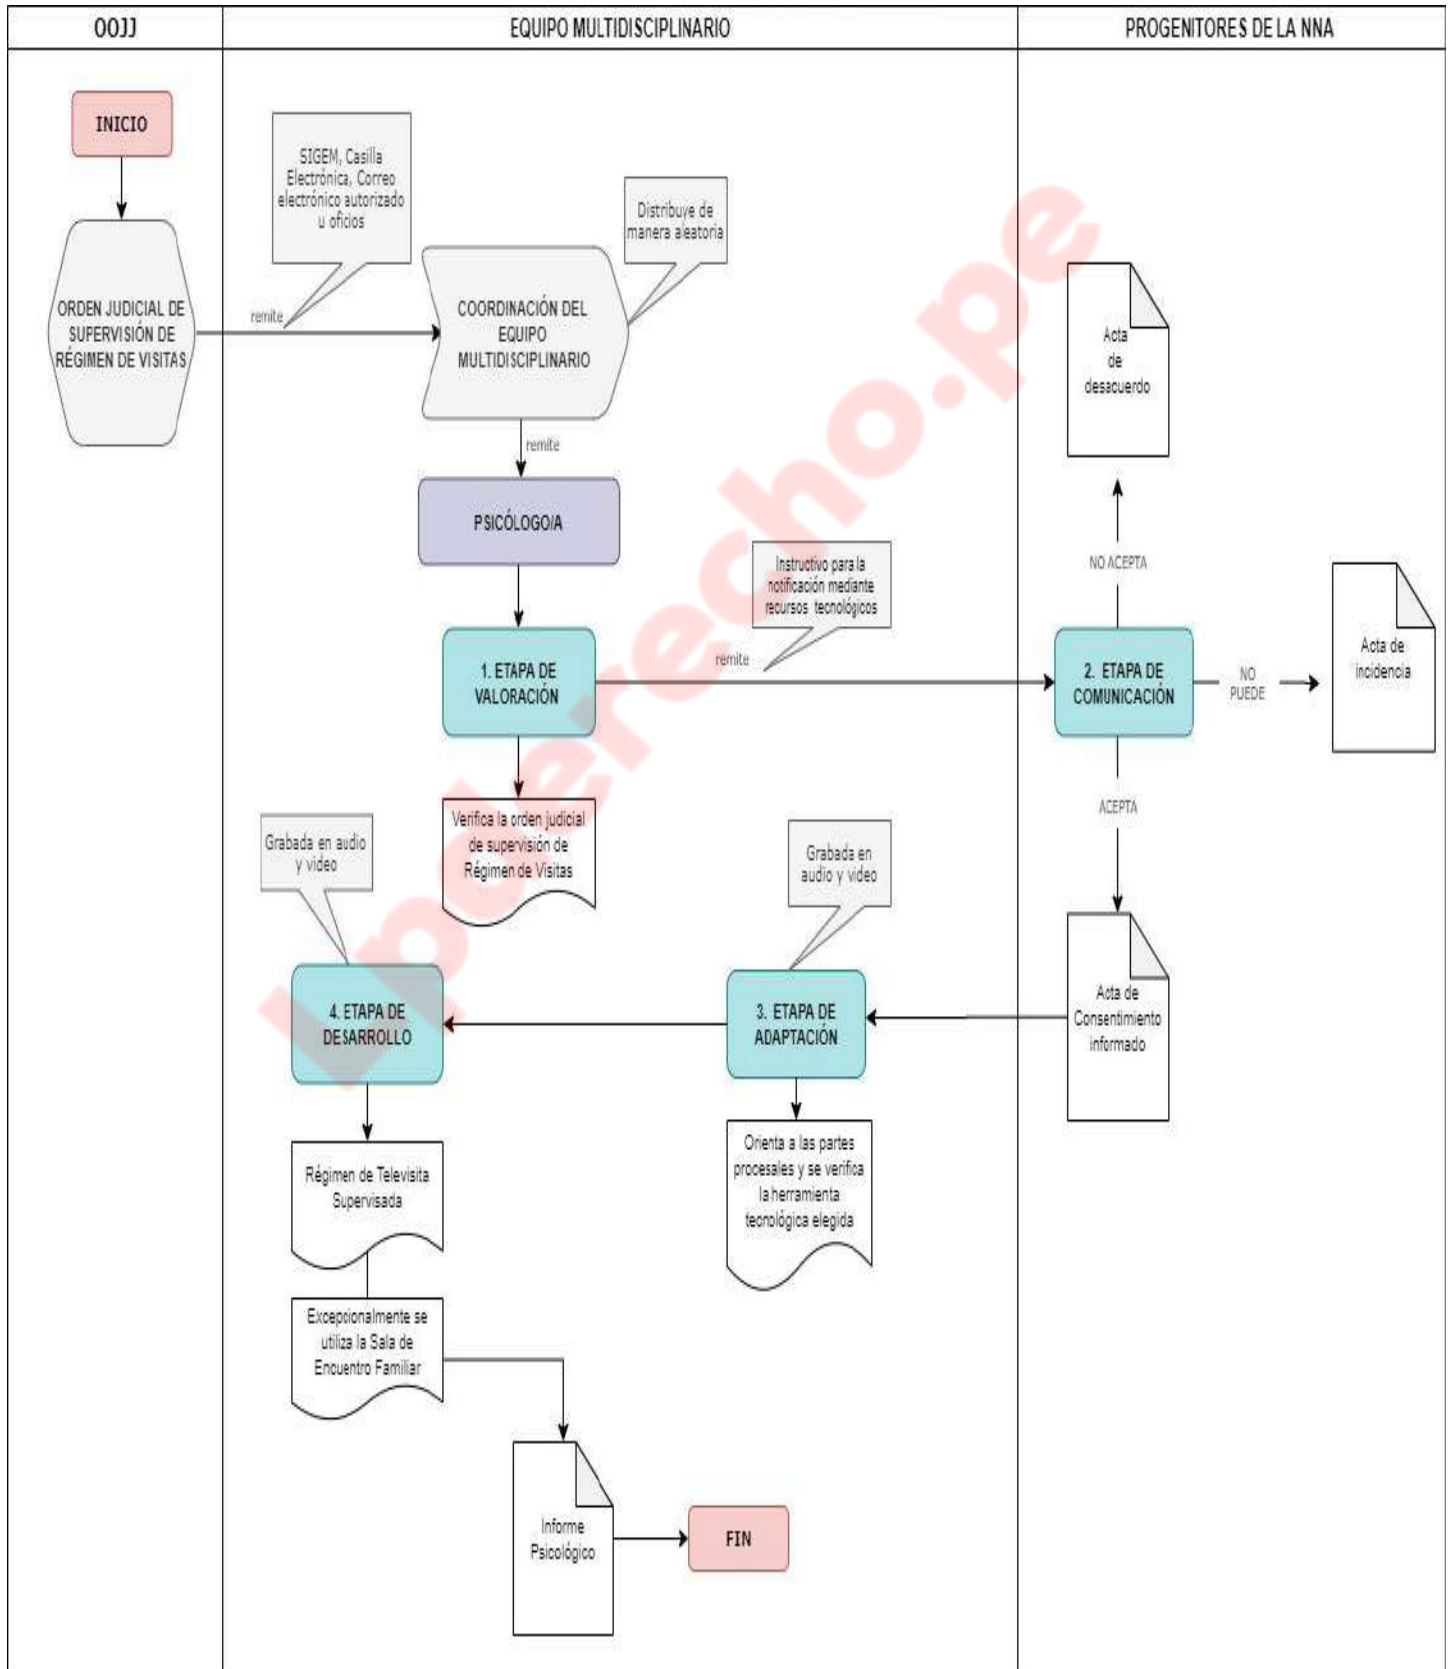 OOJJ
EQUIPO MULTIDISCIPLINARIO
PROGENITORES DE LA NNA
INICIO
SIGEM, Casilla
Electrónica, Correo
electrónico autorizado
u oficios
Distribuye de
manera aleatoria
ORDEN JUDICIAL DE
SUPERVISIÓN DE
RÉGIMEN DE VISITAS
remite
COORDINACIÓN DEL
EQUIPO
MULTIDISCIPLINARIO
Acta
de
desacuerdo
remite
PSICÓLOGO/A
NO ACEPTA
Instructivo para la
notificación mediante
recursos tecnológicos
1. ETAPA DE
VALORACIÓN
remite
2. ETAPA DE
COMUNICACIÓN
NO
PUEDE
Acta de
incidencia
Verifica la orden judicial
de supervisión de
Régimen de Visitas
ACEPTA
Grabada en audio
y video
Grabada en
audio y video
4. ETAPA DE
DESARROLLO
3. ETAPA DE
ADAPTACIÓN
Acta de
Consentimiento
informado
Régimen de Televisita
Supervisada
Orienta a las partes
procesales y se verifica
la herramienta
tecnológica elegida
Excepcionalmente se
utiliza la Sala de
Encuentro Familiar
Informe
Psicológico
FIN
Lpderecho.pe